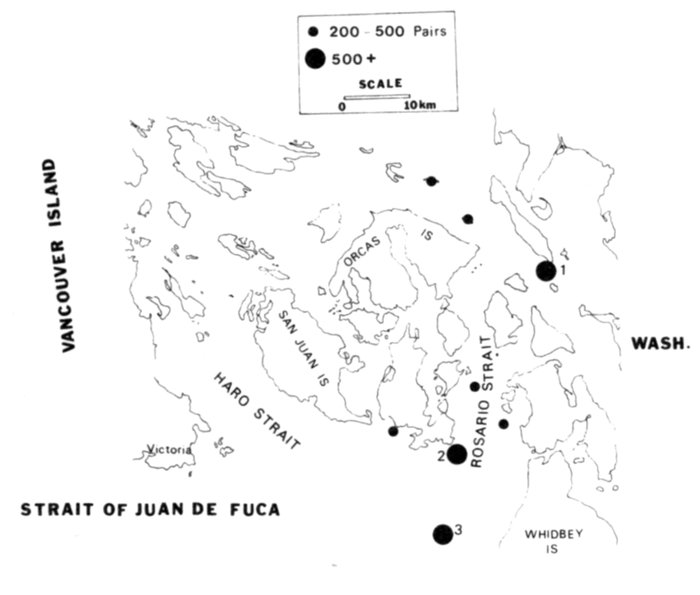 200 - 500 Pairs
500+
SCALE
0 10km
VANCOUVER ISLAND
ORCAS IS
1
SAN JUAN IS
WASH.
HARO STRAIT
ROSARIO STRAIT
Victoria
2
STRAIT OF JUAN DE FUCA
3
WHIDBEY
IS